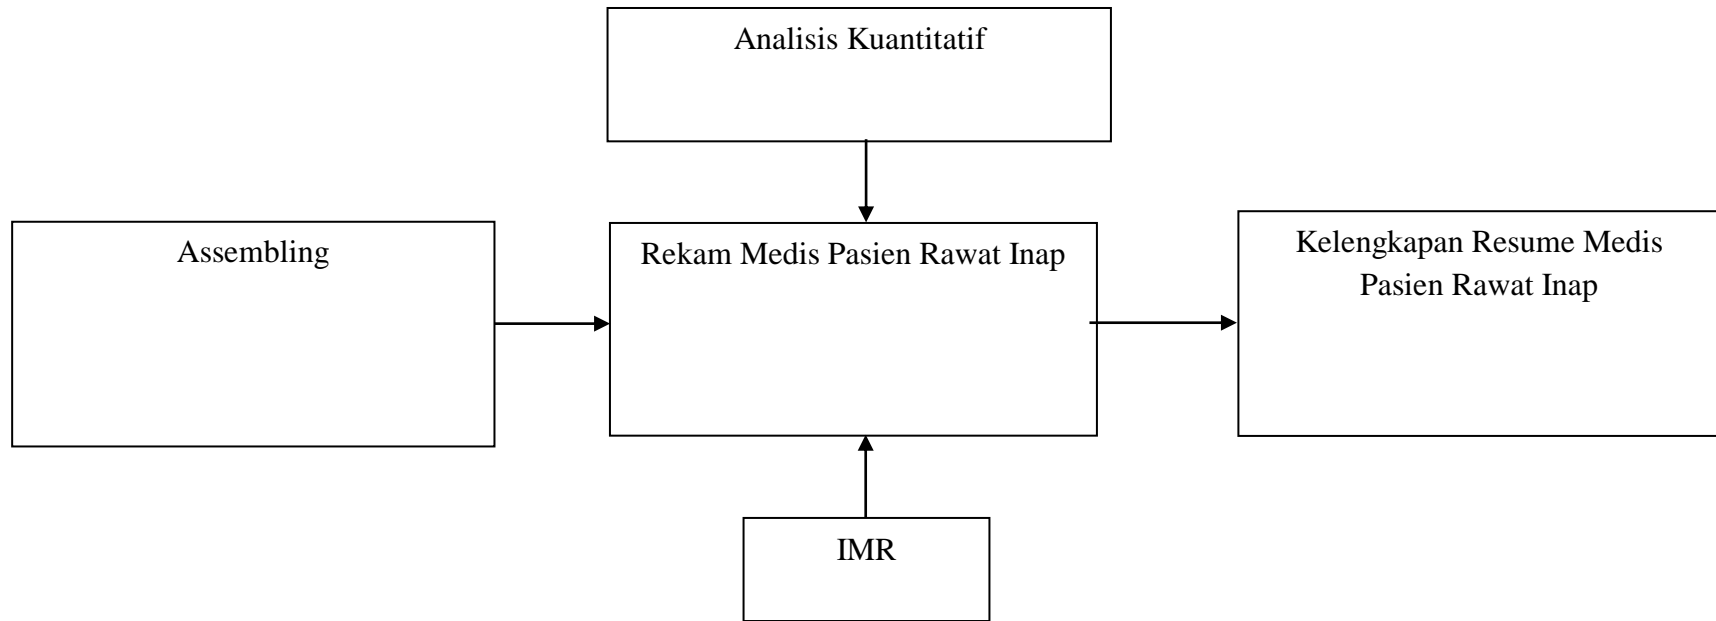 Analisis Kuantitatif
Assembling
Rekam Medis Pasien Rawat Inap
Kelengkapan Resume Medis
Pasien Rawat Inap
IMR